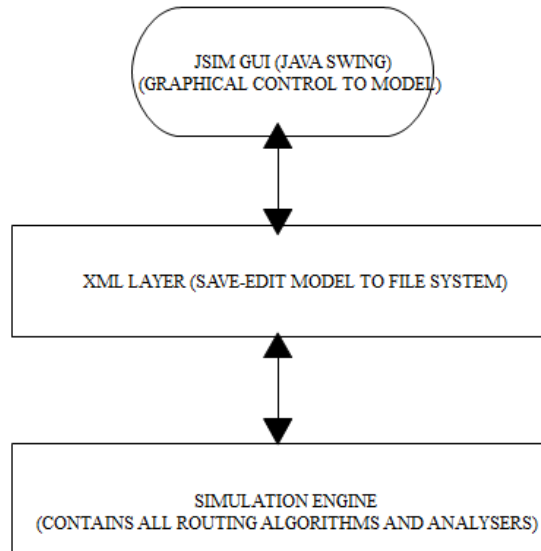 JSIM GUI (JAVA SWING)
(GRAPHICAL CONTROL TO MODEL)
XML LAYER (SAVE-EDIT MODEL TO FILE SYSTEM)
SIMULATION ENGINE
(CONTAINS ALL ROUTING ALGORITHMS AND ANALYSERS)